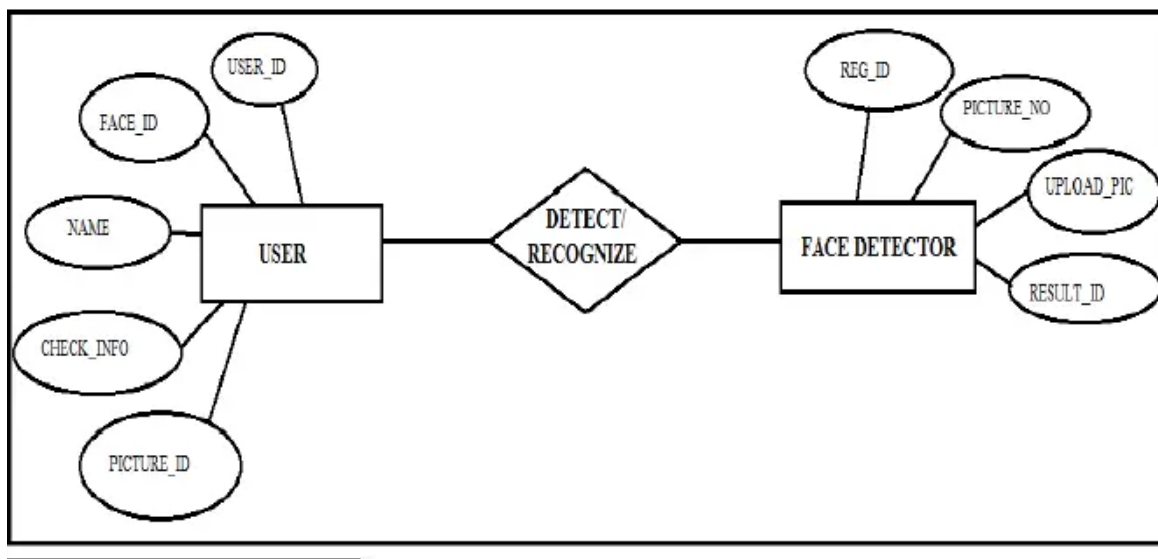 USER_ID
FACE_ID
NAME
CHECK_INFO
PICTURE_ID
USER
DETECT/
RECOGNIZE
REG_ID
PICTURE_NO
UPLOAD_PIC
RESULT_ID
FACE DETECTOR